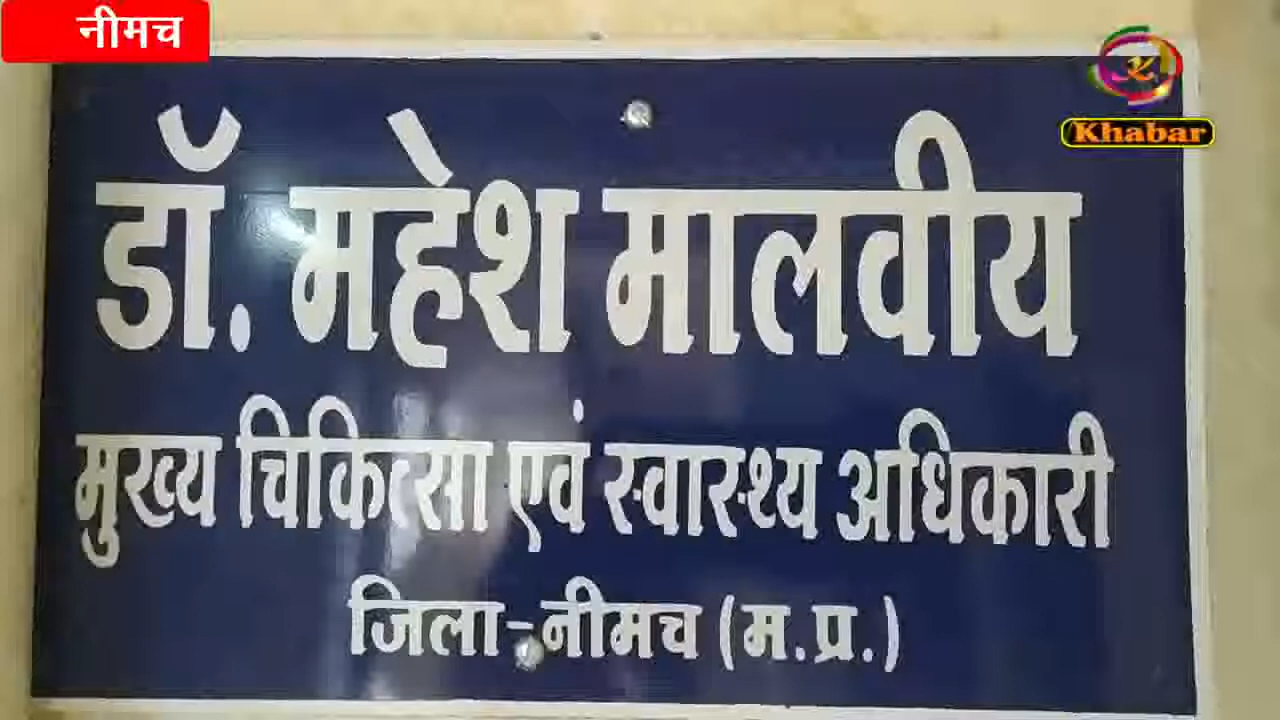 नीमच
Khabar
डॉ. महेश मालवीय
मुख्य चिकित्सा एवं स्वास्थ्य अधिकारी
जिला-नीमच (म.प्र.)